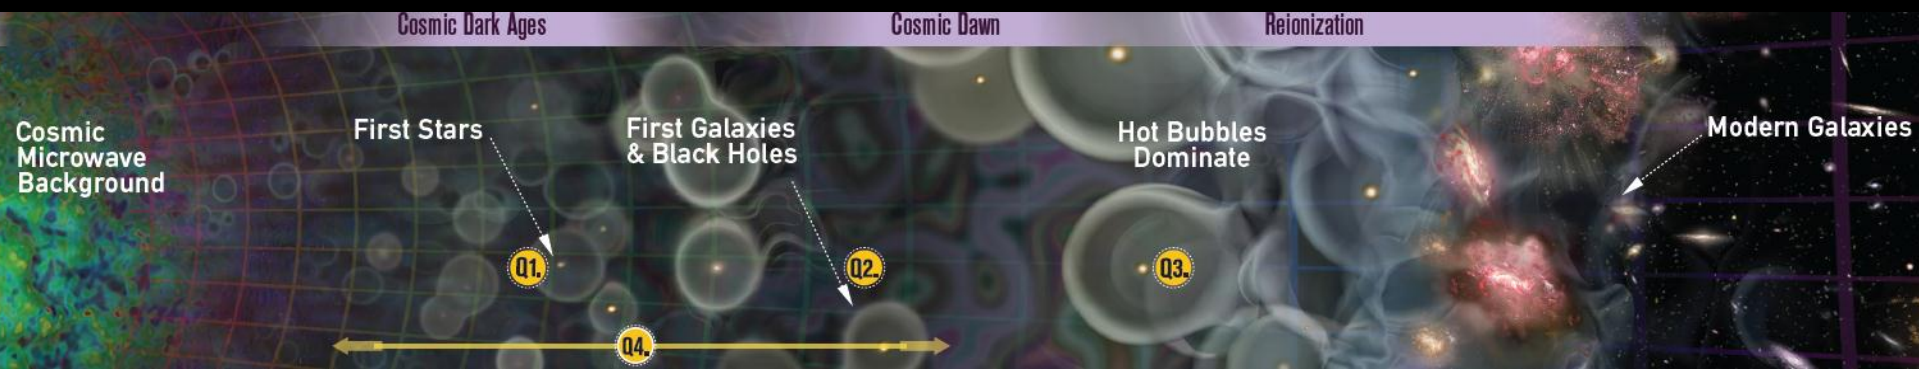 Cosmic Dark Ages
Cosmic Dawn
Reionization
Cosmic
Microwave
Background
First Stars
First Galaxies
& Black Holes
Hot Bubbles
Dominate
Modern Galaxies
Q1.
Q2.
Q3.
Q4.